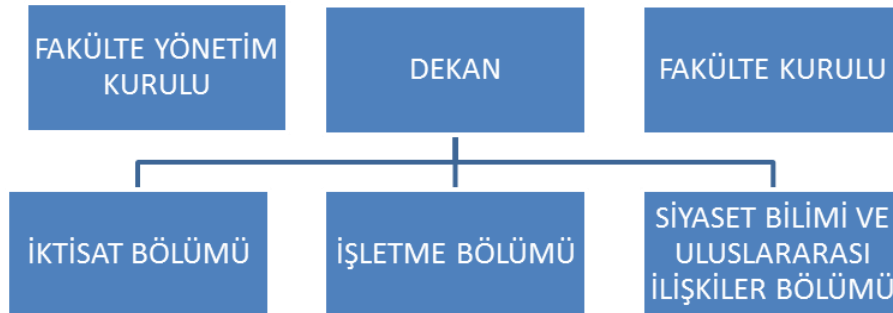 FAKÜLTE YÖNETİM
KURULU
DEKAN
FAKÜLTE KURULU
İKTİSAT BÖLÜMÜ
İŞLETME BÖLÜMÜ
SİYASET BİLİMİ VE
ULUSLARARASI
İLİŞKİLER BÖLÜMÜ